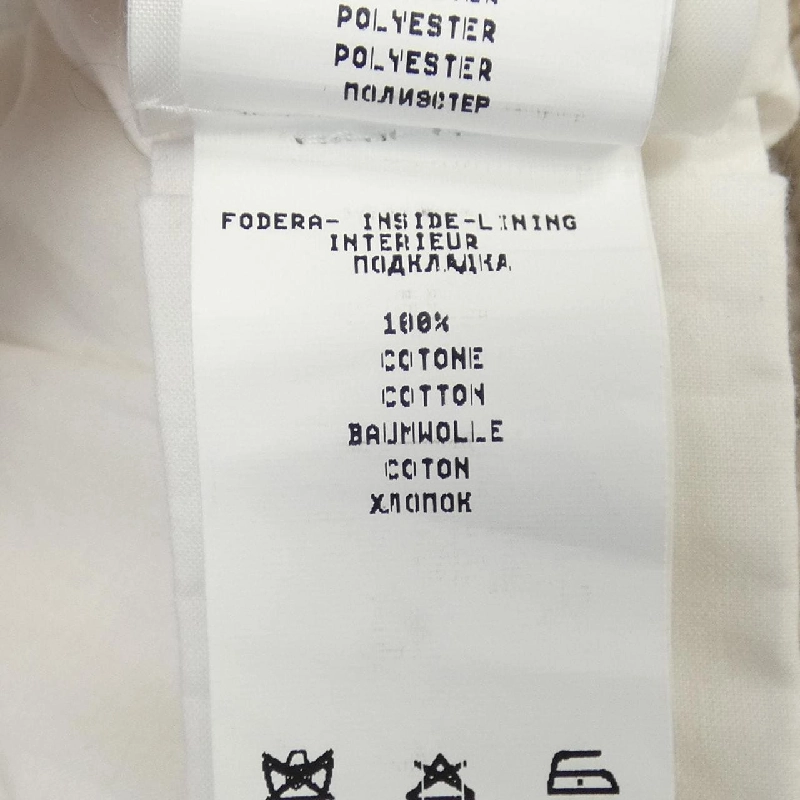 POLYESTER
POLYESTER
ПОЛИЭСТЕР
FODERA- INSIDE-LINING
INTERIEUR
ПОДКЛАДКА
100%
COTONE
COTTON
BAUMWOLLE
COTON
ХЛОПОК